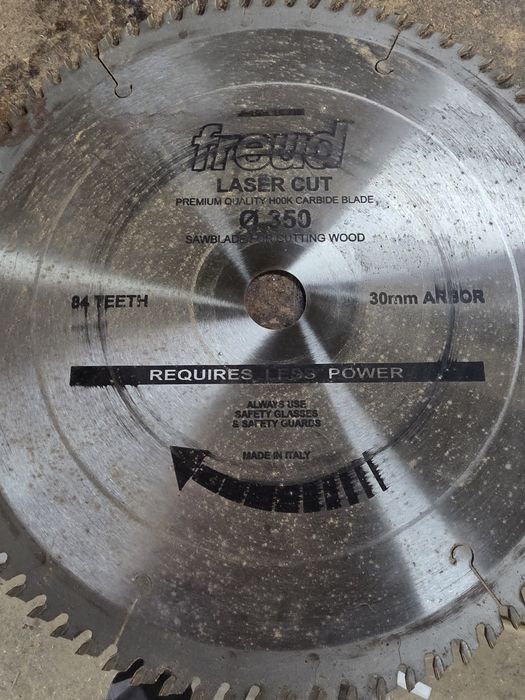 freud
LASER CUT
PREMIUM QUALITY H00K CARBIDE BLADE
Ø 350
SAWBLADE FOR CUTTING WOOD
84 TEETH
30mm ARBOR
REQUIRES LESS POWER
ALWAYS USE
SAFETY GLASSES
& SAFETY GUARDS
MADE IN ITALY